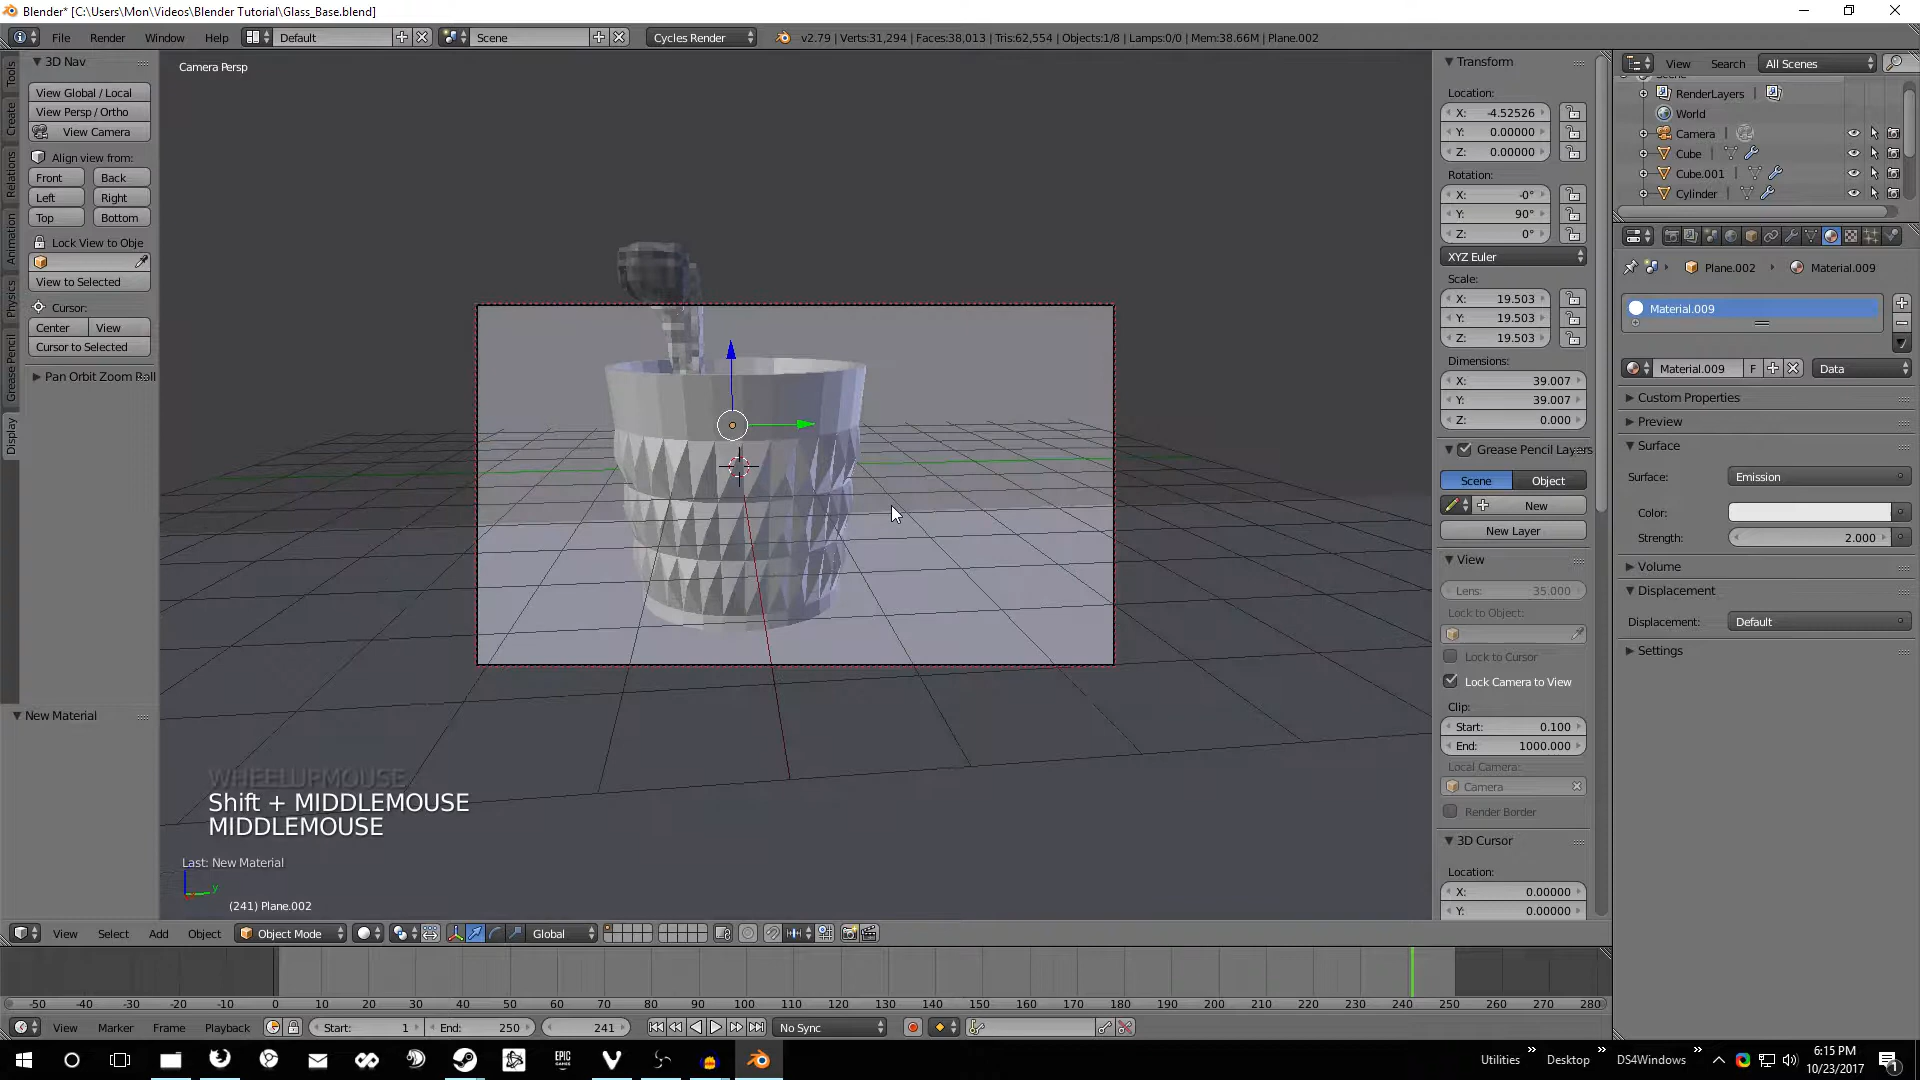 Blender* [C:\Users\Mon\Videos\Blender Tutorial\Glass_Base.blend]
File Render Window Help Default Scene Cycles Render v2.79 | Verts:31,294 | Faces:38,013 | Tris:62,554 | Objects:1/8 | Lamps:0/0 | Mem:38.66M | Plane.002
Tools
Create
Relations
Animation
Physics
Grease Pencil
Display
3D Nav
View Global / Local
View Persp / Ortho
View Camera
Align view from:
Front Back
Left Right
Top Bottom
Lock View to Obje
View to Selected
Cursor:
Center View
Cursor to Selected
Pan Orbit Zoom Roll
New Material
Camera Persp
WHEELUPMOUSE
Shift + MIDDLEMOUSE
MIDDLEMOUSE
Last: New Material
y
(241) Plane.002
Transform
Location:
X: -4.52526
Y: 0.00000
Z: 0.00000
Rotation:
X: -0°
Y: 90°
Z: 0°
XYZ Euler
Scale:
X: 19.503
Y: 19.503
Z: 19.503
Dimensions:
X: 39.007
Y: 39.007
Z: 0.000
Grease Pencil Layers
Scene Object
New
New Layer
View
Lens: 35.000
Lock to Object:
Lock to Cursor
Lock Camera to View
Clip:
Start: 0.100
End: 1000.000
Local Camera:
Camera
Render Border
3D Cursor
Location:
X: 0.00000
Y: 0.00000
View Search All Scenes
RenderLayers
World
Camera
Cube
Cube.001
Cylinder
Plane.002 Material.009
Material.009
Material.009 F Data
Custom Properties
Preview
Surface
Surface: Emission
Color:
Strength: 2.000
Volume
Displacement
Displacement: Default
Settings
View Select Add Object Object Mode Global
-50 -40 -30 -20 -10 0 10 20 30 40 50 60 70 80 90 100 110 120 130 140 150 160 170 180 190 200 210 220 230 240 250 260 270 280
View Marker Frame Playback Start: 1 End: 250 241 No Sync
EPIC GAMES
Utilities » Desktop » DS4Windows » 6:15 PM
10/23/2017
1